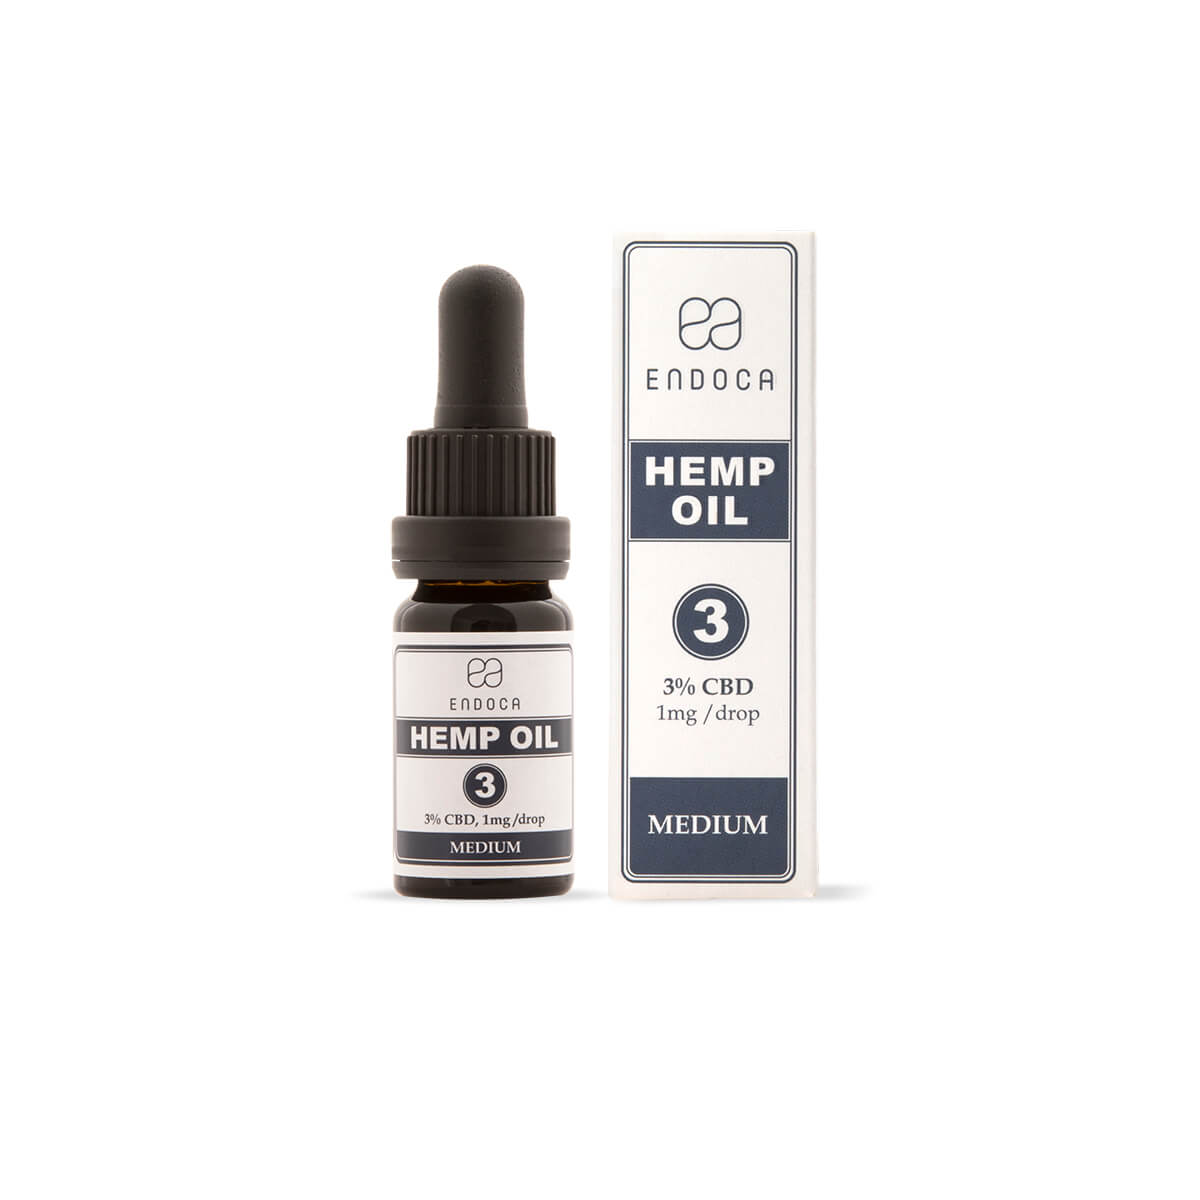 ENDOCA
HEMP OIL
3
3% CBD, 1mg/drop
MEDIUM
ENDOCA
HEMP
OIL
3
3% CBD
1mg /drop
MEDIUM